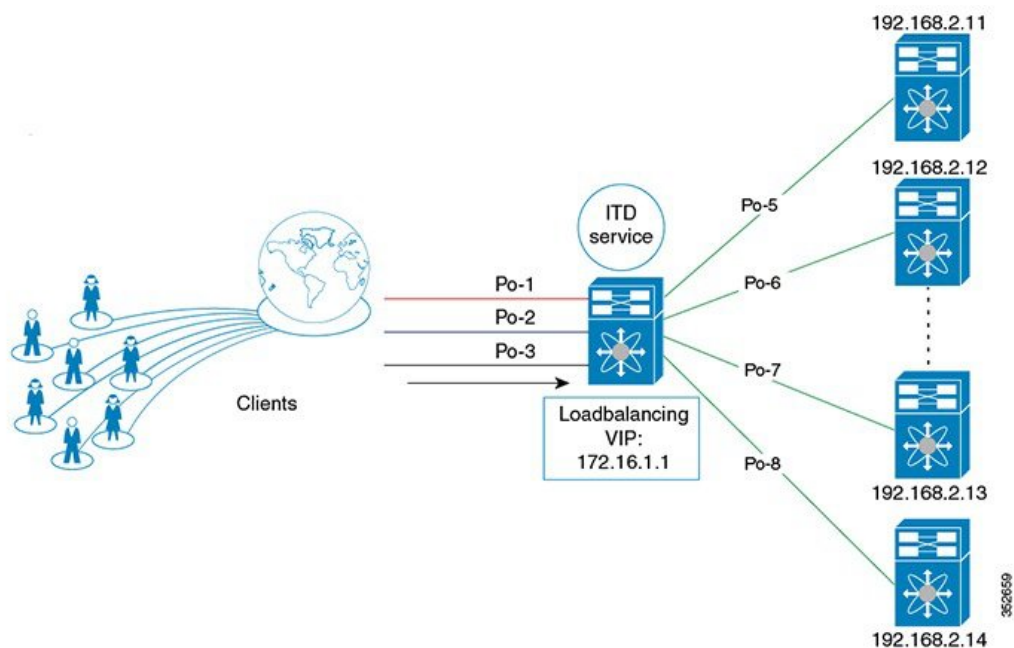 192.168.2.11
192.168.2.12
ITD
service
Po-5
Po-6
Po-1
Po-2
Po-3
Po-7
Clients
Loadbalancing
VIP:
172.16.1.1
Po-8
192.168.2.13
192.168.2.14
352659